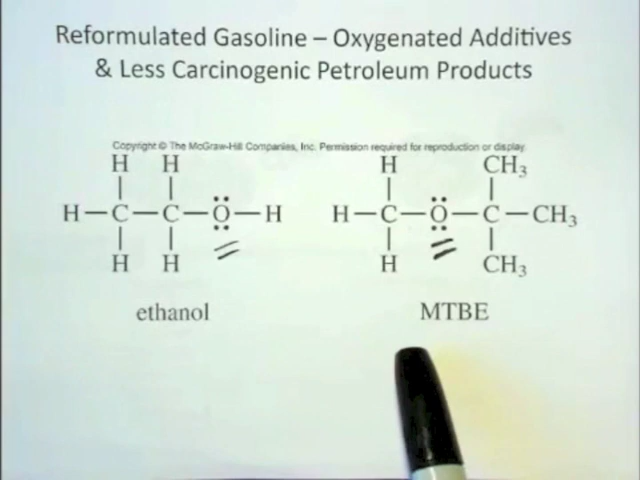 Reformulated Gasoline – Oxygenated Additives
& Less Carcinogenic Petroleum Products
Copyright © The McGraw-Hill Companies, Inc. Permission required for reproduction or display.
H H
H—C—C—Ö—H
H H
ethanol
H CH₃
H—C—Ö—C—CH₃
H CH₃
MTBE